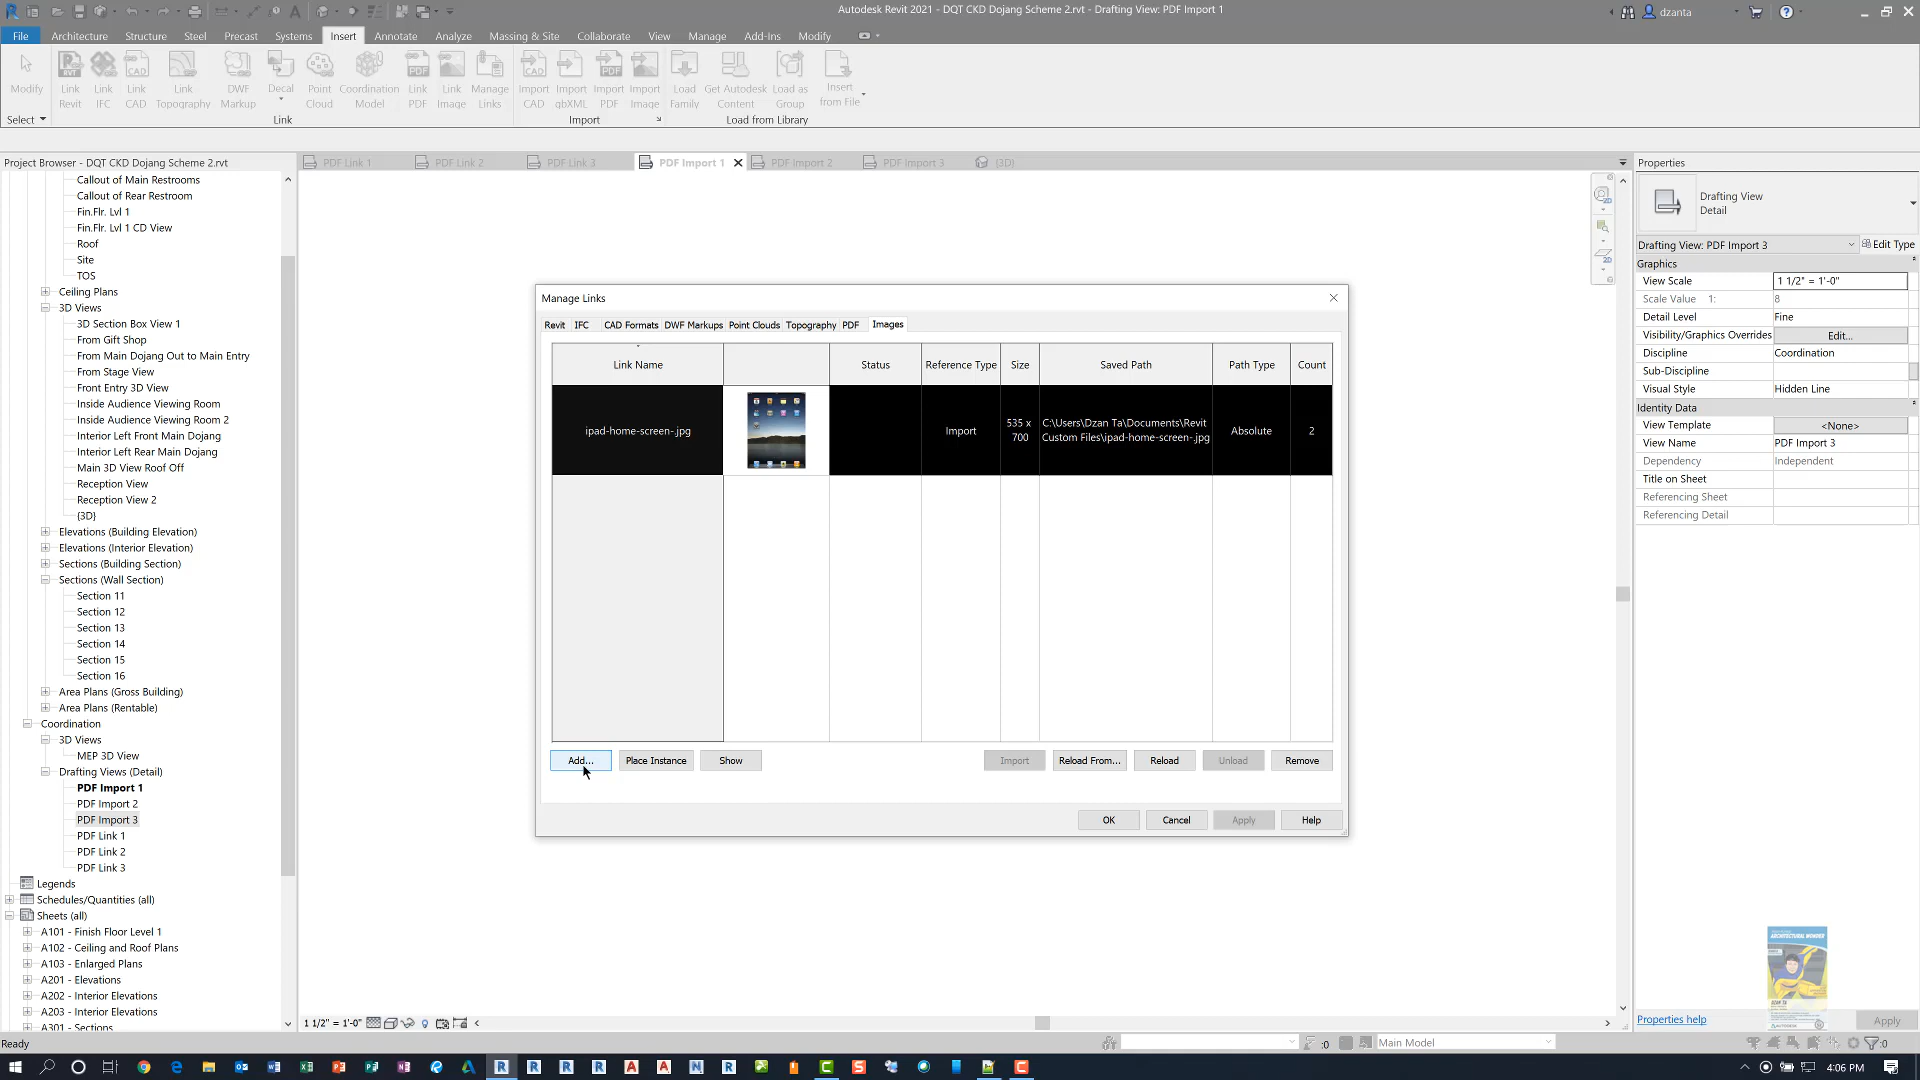 Autodesk Revit 2021 - DQT CKD Dojang Scheme 2.rvt - Drafting View: PDF Import 1
dzanta
File Architecture Structure Steel Precast Systems Insert Annotate Analyze Massing & Site Collaborate View Manage Add-Ins Modify
Modify
Link Revit
Link IFC
Link CAD
Link Topography
DWF Markup
Decal
Point Cloud
Coordination Model
Link PDF
Link Image
Manage Links
Import CAD
Import gbXML
Import PDF
Import Image
Load Family
Get Autodesk Content
Load as Group
Insert from File
Select
Link
Import
Load from Library
Project Browser - DQT CKD Dojang Scheme 2.rvt
Callout of Main Restrooms
Callout of Rear Restroom
Fin.Flr. Lvl 1
Fin.Flr. Lvl 1 CD View
Roof
Site
TOS
Ceiling Plans
3D Views
3D Section Box View 1
From Gift Shop
From Main Dojang Out to Main Entry
From Stage View
Front Entry 3D View
Inside Audience Viewing Room
Inside Audience Viewing Room 2
Interior Left Front Main Dojang
Interior Left Rear Main Dojang
Main 3D View Roof Off
Reception View
Reception View 2
{3D}
Elevations (Building Elevation)
Elevations (Interior Elevation)
Sections (Building Section)
Sections (Wall Section)
Section 11
Section 12
Section 13
Section 14
Section 15
Section 16
Area Plans (Gross Building)
Area Plans (Rentable)
Coordination
3D Views
MEP 3D View
Drafting Views (Detail)
PDF Import 1
PDF Import 2
PDF Import 3
PDF Link 1
PDF Link 2
PDF Link 3
Legends
Schedules/Quantities (all)
Sheets (all)
A101 - Finish Floor Level 1
A102 - Ceiling and Roof Plans
A103 - Enlarged Plans
A201 - Elevations
A202 - Interior Elevations
A203 - Interior Elevations
A301 - Sections
PDF Link 1
PDF Link 2
PDF Link 3
PDF Import 1
PDF Import 2
PDF Import 3
{3D}
Manage Links
Revit IFC CAD Formats DWF Markups Point Clouds Topography PDF Images
Link Name Status Reference Type Size Saved Path Path Type Count
ipad-home-screen-.jpg Import 535 x 700 C:\Users\Dzan Ta\Documents\Revit Custom Files\ipad-home-screen-.jpg Absolute 2
Add... Place Instance Show Import Reload From... Reload Unload Remove
OK Cancel Apply Help
1 1/2" = 1'-0"
Properties
Drafting View
Detail
Drafting View: PDF Import 3 Edit Type
Graphics
View Scale 1 1/2" = 1'-0"
Scale Value 1: 8
Detail Level Fine
Visibility/Graphics Overrides Edit...
Discipline Coordination
Sub-Discipline
Visual Style Hidden Line
Identity Data
View Template <None>
View Name PDF Import 3
Dependency Independent
Title on Sheet
Referencing Sheet
Referencing Detail
ARCHITECTURAL WONDER
DZAN TA
AUTODESK
Properties help Apply
Ready
:0
Main Model
:0
4:06 PM